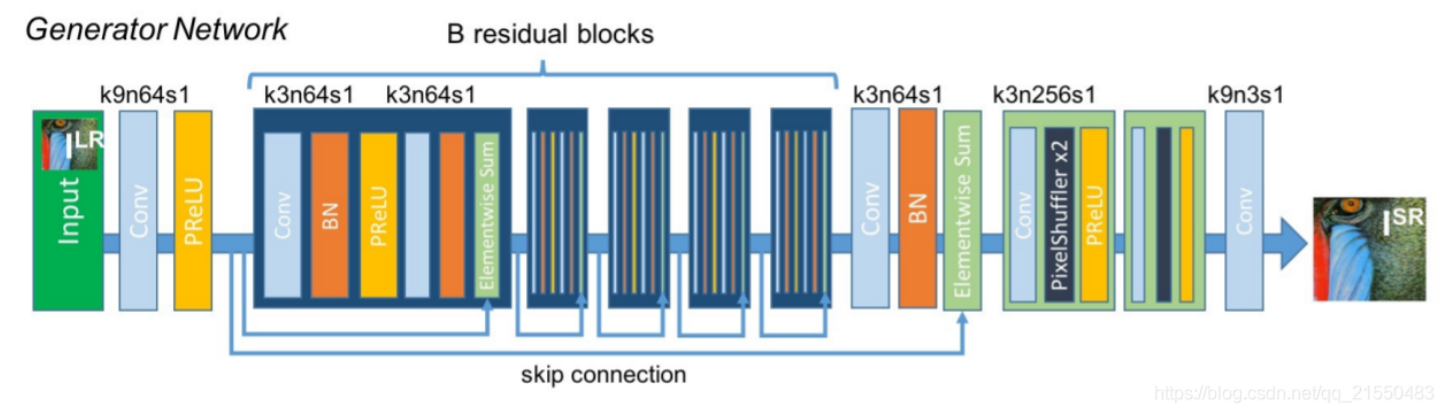 Generator Network
B residual blocks
k9n64s1
k3n64s1
k3n64s1
k3n64s1
k3n256s1
k9n3s1
I^LR
Input
Conv
PReLU
Conv
BN
PReLU
Elementwise Sum
Conv
BN
Elementwise Sum
Conv
PixelShuffler x2
PReLU
Conv
I^SR
skip connection
https://blog.csdn.net/qq_21550483